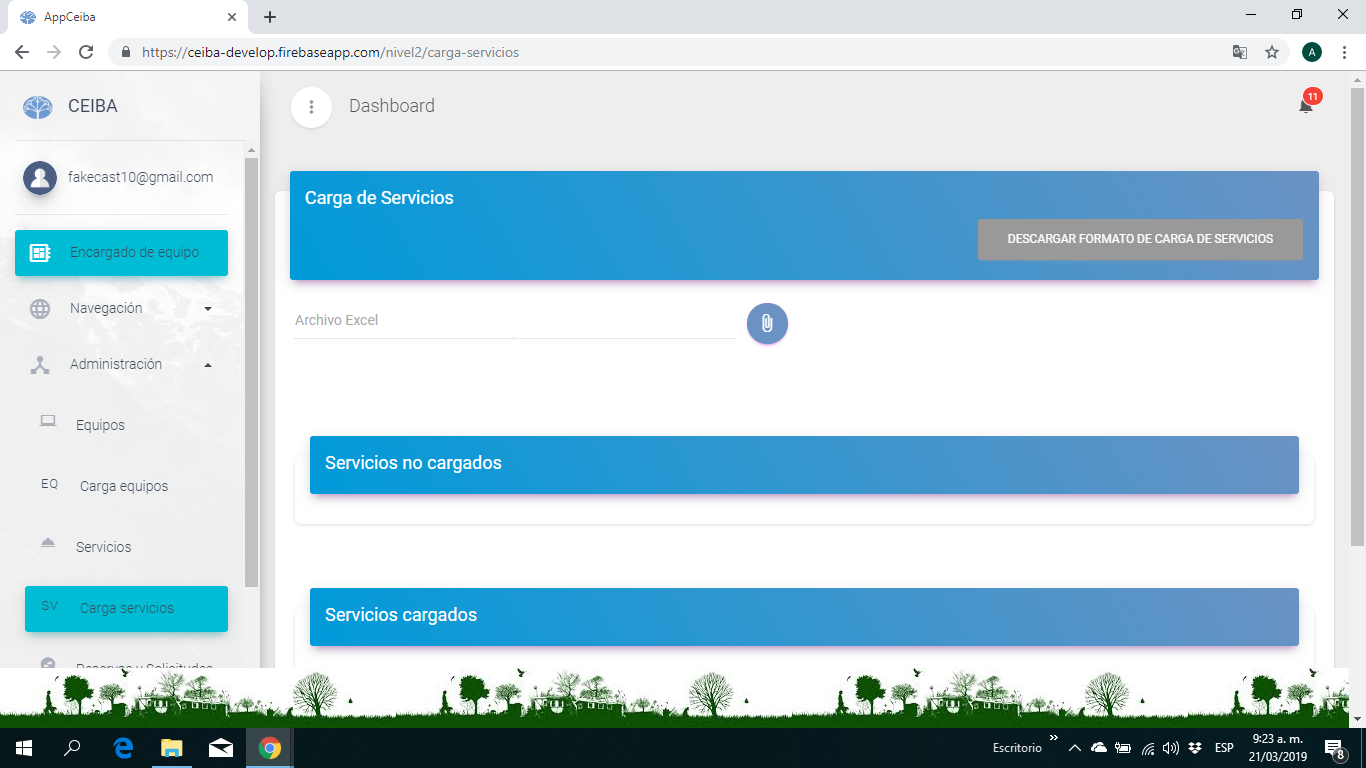 AppCeiba
https://ceiba-develop.firebaseapp.com/nivel2/carga-servicios
A
CEIBA
Dashboard
11
fakecast10@gmail.com
Encargado de equipo
Navegación
Administración
Equipos
EQ Carga equipos
Servicios
SV Carga servicios
Reservas y Solicitudes
Carga de Servicios
DESCARGAR FORMATO DE CARGA DE SERVICIOS
Archivo Excel
Servicios no cargados
Servicios cargados
Escritorio
ESP
9:23 a. m.
21/03/2019
8